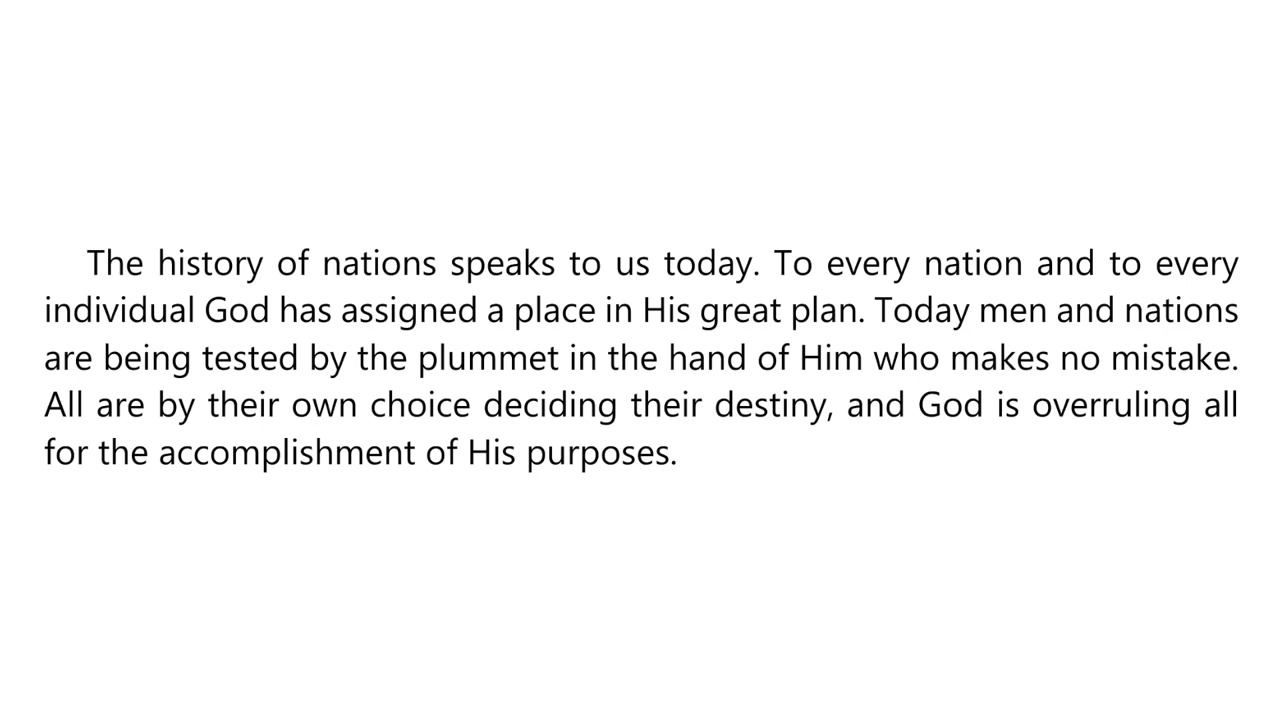 The history of nations speaks to us today. To every nation and to every
individual God has assigned a place in His great plan. Today men and nations
are being tested by the plummet in the hand of Him who makes no mistake.
All are by their own choice deciding their destiny, and God is overruling all
for the accomplishment of His purposes.